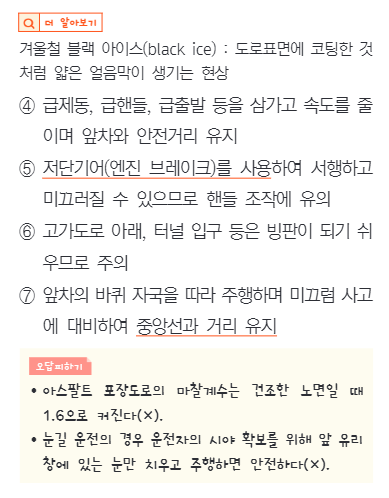 더 알아보기
겨울철 블랙 아이스(black ice) : 도로표면에 코팅한 것
처럼 얇은 얼음막이 생기는 현상
④ 급제동, 급핸들, 급출발 등을 삼가고 속도를 줄
이며 앞차와 안전거리 유지
⑤ 저단기어(엔진 브레이크)를 사용하여 서행하고
미끄러질 수 있으므로 핸들 조작에 유의
⑥ 고가도로 아래, 터널 입구 등은 빙판이 되기 쉬
우므로 주의
⑦ 앞차의 바퀴 자국을 따라 주행하며 미끄럼 사고
에 대비하여 중앙선과 거리 유지
오답피하기
• 아스팔트 포장도로의 마찰계수는 건조한 노면일 때
1.6으로 커진다(×).
• 눈길 운전의 경우 운전자의 시야 확보를 위해 앞 유리
창에 있는 눈만 치우고 주행하면 안전하다(×).